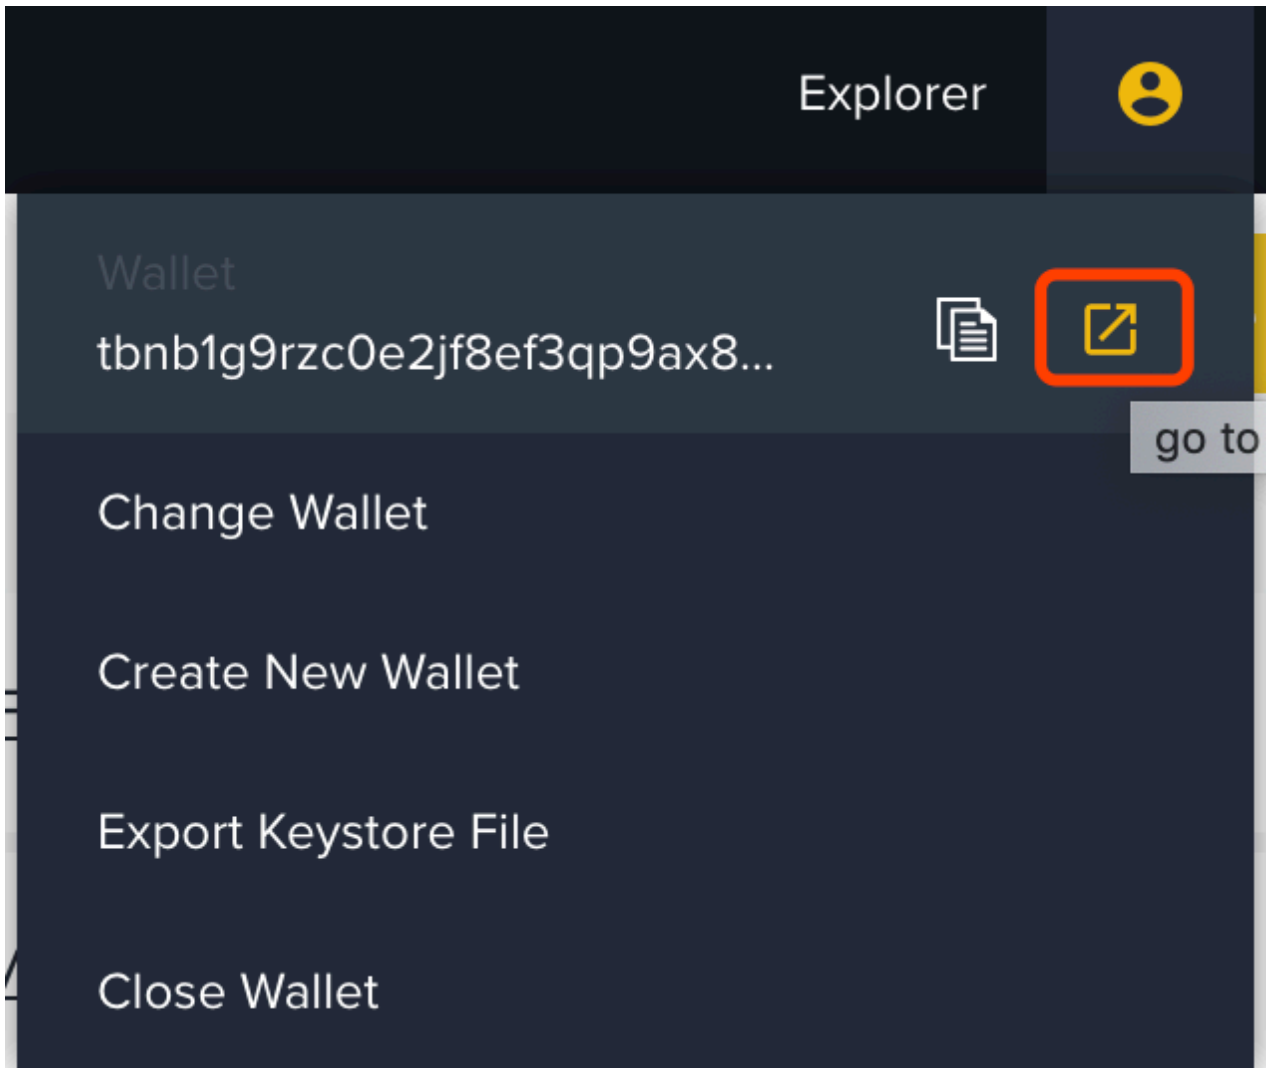 Explorer
Wallet
tbnb1g9rzc0e2jf8ef3qp9ax8...
go to
Change Wallet
Create New Wallet
Export Keystore File
Close Wallet